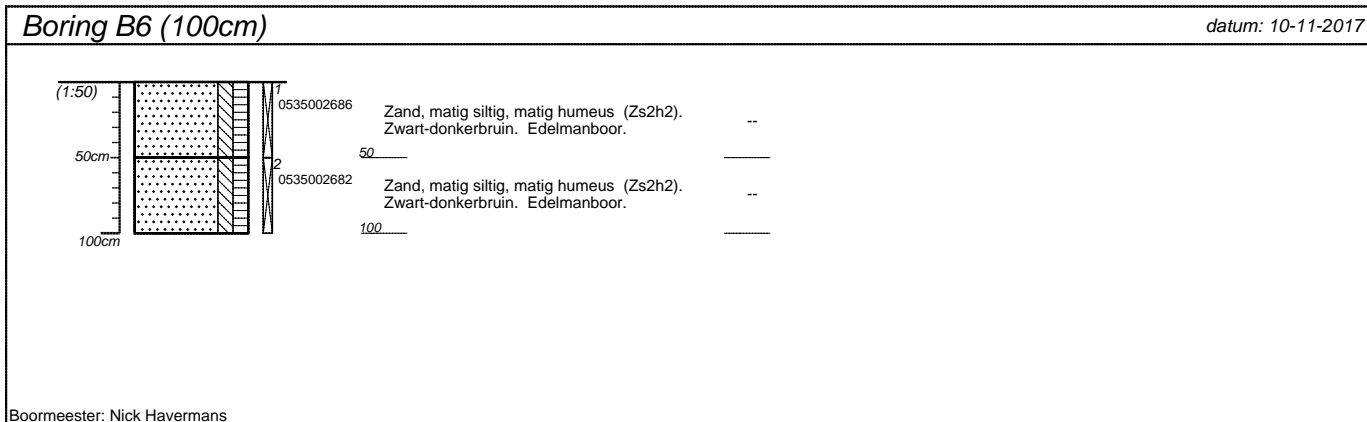 Boring B6 (100cm)
datum: 10-11-2017
(1:50)
1
0535002686
Zand, matig siltig, matig humeus (Zs2h2).
Zwart-donkerbruin. Edelmanboor.
--
50cm
50
2
0535002682
Zand, matig siltig, matig humeus (Zs2h2).
Zwart-donkerbruin. Edelmanboor.
--
100cm
100
Boormeester: Nick Havermans